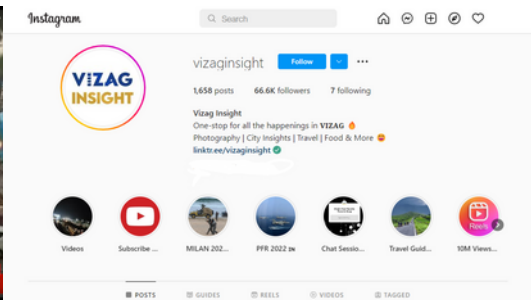 Instagram
Search
VIZAG
INSIGHT
vizaginsight
Follow
1,658 posts 66.6K followers 7 following
Vizag Insight
One-stop for all the happenings in VIZAG 🔥
Photography | City Insights | Travel | Food & More 😍
linktr.ee/vizaginsight
Videos Subscribe ... MILAN 202... PFR 2022 Chat Sessio... Travel Guid... 10M Views...
Reels
POSTS GUIDES REELS VIDEOS TAGGED